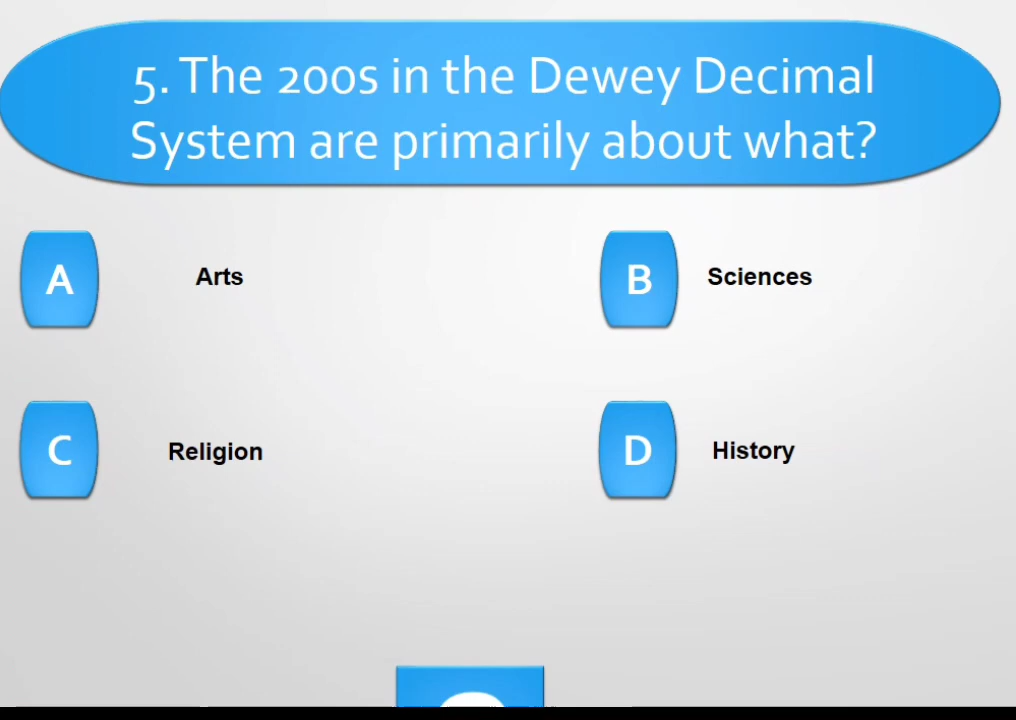 5. The 200s in the Dewey Decimal
System are primarily about what?
A Arts
B Sciences
C Religion
D History